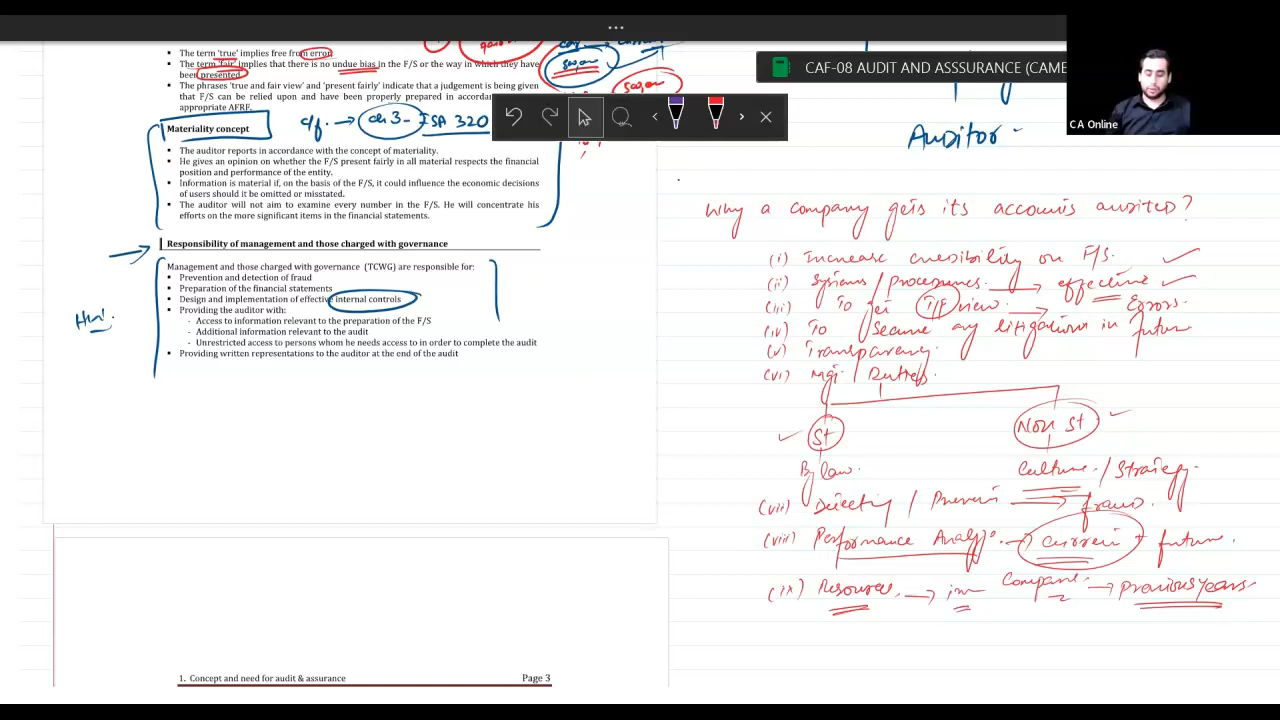 The term 'true' implies free from error
The term 'fair' implies that there is no undue bias in the F/S or the way in which they have
been presented
The phrases 'true and fair view' and 'present fairly' indicate that a judgement is being given
that F/S can be relied upon and have been properly prepared in accordance
appropriate AFRF.
Materiality concept
c/f. → Ch 3 - ISA 320
The auditor reports in accordance with the concept of materiality.
He gives an opinion on whether the F/S present fairly in all material respects the financial
position and performance of the entity.
Information is material if, on the basis of the F/S, it could influence the economic decisions
of users should it be omitted or misstated.
The auditor will not aim to examine every number in the F/S. He will concentrate his
efforts on the more significant items in the financial statements.
Responsibility of management and those charged with governance
Management and those charged with governance (TCWG) are responsible for:
Prevention and detection of fraud
Preparation of the financial statements
Design and implementation of effective internal controls
Providing the auditor with:
- Access to information relevant to the preparation of the F/S
- Additional information relevant to the audit
- Unrestricted access to persons whom he needs access to in order to complete the audit
Providing written representations to the auditor at the end of the audit
1. Concept and need for audit & assurance
Page 3
CAF-08 AUDIT AND ASSSURANCE (CAME
CA Online
Auditor
Why a company gets its accounts audited?
(i) Increase credibility on F/S.
(ii) Systems / procedures → effective
(iii) To get T/F view → Errors.
(iv) To secure any litigations in future
(v) Transparency.
(vi) Mgt / Duties.
St
Non St
By law.
Culture / Strategy.
(vii) Detecting / Prevent → fraud.
(viii) Performance Analysis → current + future.
(ix) Resources → inv Company → previous years